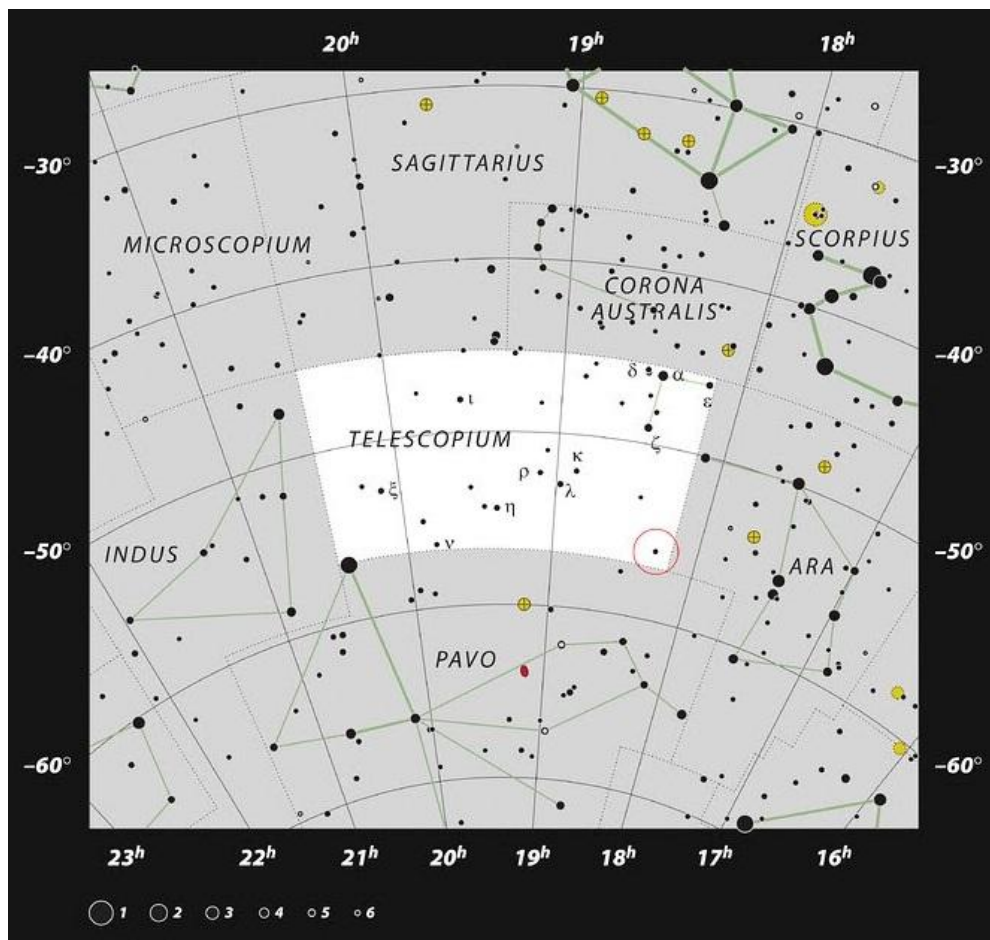 20h 19h 18h
-30° -30°
SAGITTARIUS
MICROSCOPIUM SCORPIUS
CORONA
AUSTRALIS
-40° -40°
δ α
ι ε
TELESCOPIUM ζ
κ
ρ
ξ λ
η
ν
INDUS -50° -50°
ARA
PAVO
-60° -60°
23h 22h 21h 20h 19h 18h 17h 16h
1 2 3 4 5 6